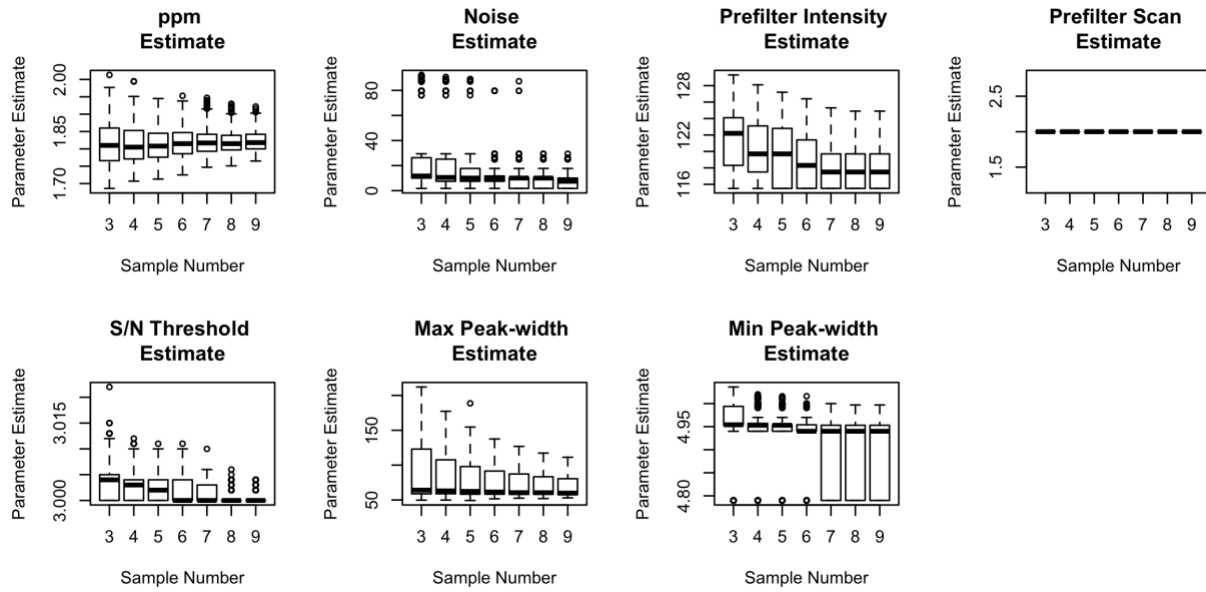 ppm
Estimate
Parameter Estimate
2.00
1.85
1.70
3 4 5 6 7 8 9
Sample Number
Noise
Estimate
Parameter Estimate
80
40
0
3 4 5 6 7 8 9
Sample Number
Prefilter Intensity
Estimate
Parameter Estimate
128
122
116
3 4 5 6 7 8 9
Sample Number
Prefilter Scan
Estimate
Parameter Estimate
2.5
1.5
3 4 5 6 7 8 9
Sample Number
S/N Threshold
Estimate
Parameter Estimate
3.015
3.000
3 4 5 6 7 8 9
Sample Number
Max Peak-width
Estimate
Parameter Estimate
150
50
3 4 5 6 7 8 9
Sample Number
Min Peak-width
Estimate
Parameter Estimate
4.95
4.80
3 4 5 6 7 8 9
Sample Number